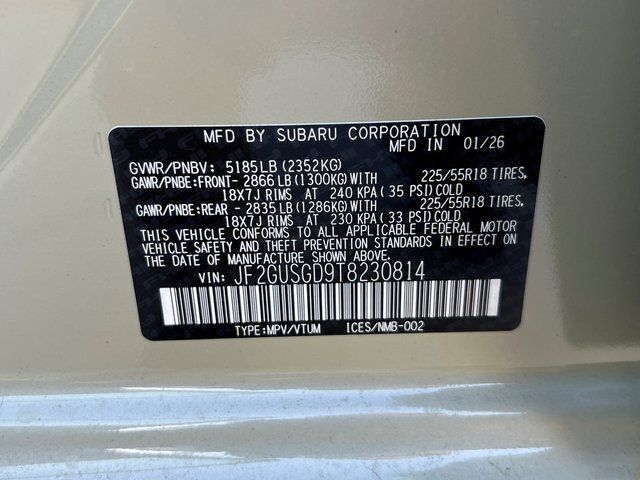 MFD BY SUBARU CORPORATION
MFD IN 01/26
GVWR/PNBV: 5185LB (2352KG)
GAWR/PNBE:FRONT- 2866 LB (1300KG) WITH 225/55R18 TIRES,
18X7J RIMS AT 240 KPA ( 35 PSI) COLD
GAWR/PNBE:REAR - 2835 LB (1286KG) WITH 225/55R18 TIRES,
18X7J RIMS AT 230 KPA ( 33 PSI) COLD
THIS VEHICLE CONFORMS TO ALL APPLICABLE FEDERAL MOTOR
VEHICLE SAFETY AND THEFT PREVENTION STANDARDS IN EFFECT ON
THE DATE OF MANUFACTURE SHOWN ABOVE.
VIN: JF2GUSGD9T8230814
TYPE:MPV/VTUM ICES/NMB-002